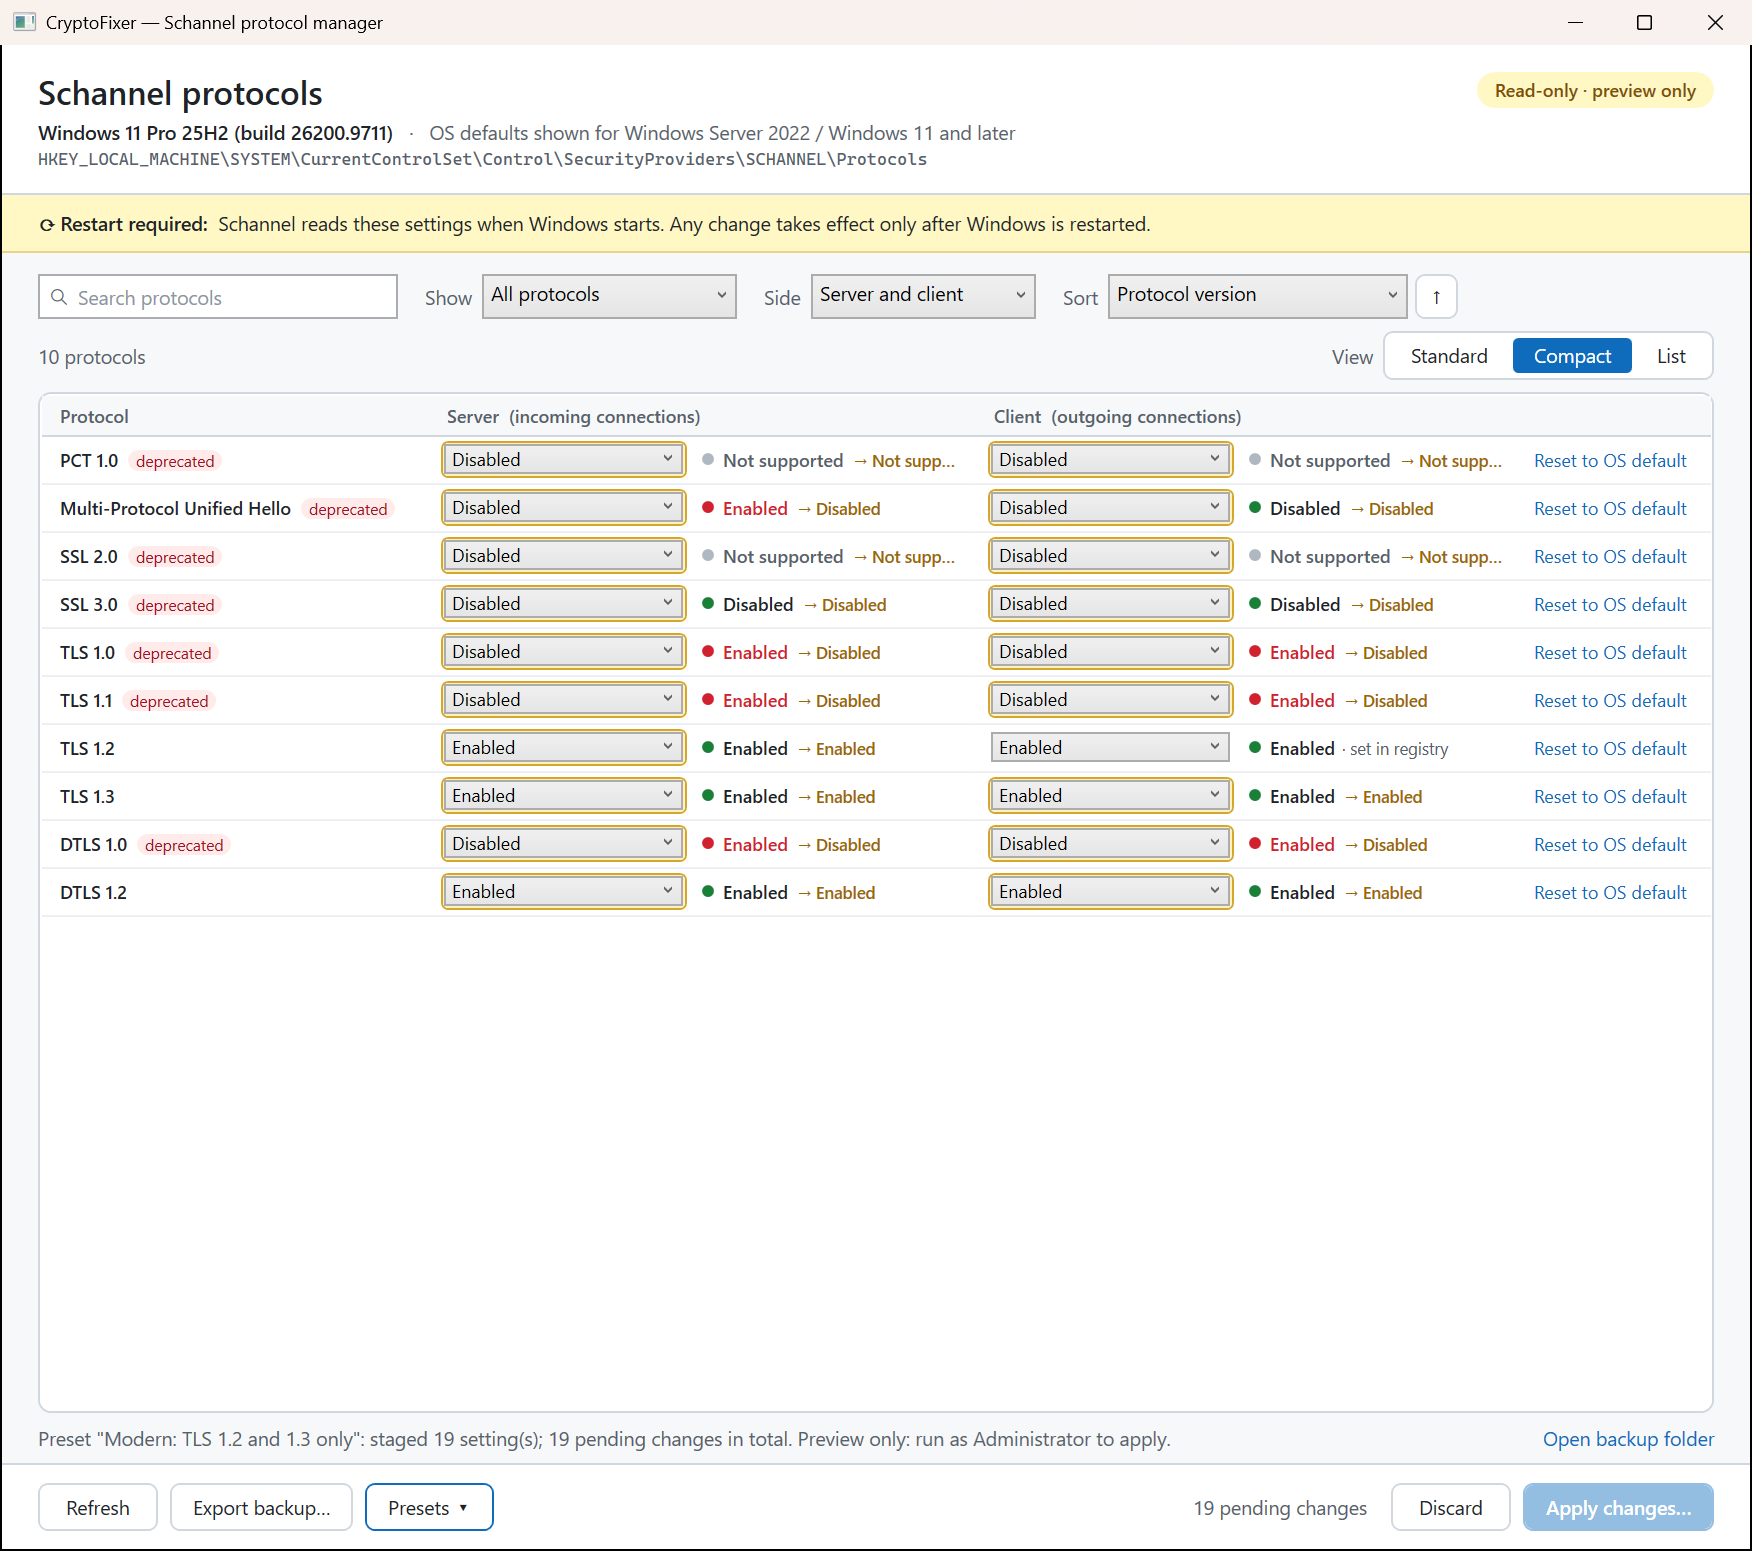 CryptoFixer — Schannel protocol manager
Schannel protocols
Read-only · preview only
Windows 11 Pro 25H2 (build 26200.9711) · OS defaults shown for Windows Server 2022 / Windows 11 and later
HKEY_LOCAL_MACHINE\SYSTEM\CurrentControlSet\Control\SecurityProviders\SCHANNEL\Protocols
⟳ Restart required: Schannel reads these settings when Windows starts. Any change takes effect only after Windows is restarted.
Search protocols Show All protocols Side Server and client Sort Protocol version ↑
10 protocols View Standard Compact List
Protocol Server (incoming connections) Client (outgoing connections)
PCT 1.0 deprecated Disabled Not supported → Not supp... Disabled Not supported → Not supp... Reset to OS default
Multi-Protocol Unified Hello deprecated Disabled Enabled → Disabled Disabled Disabled → Disabled Reset to OS default
SSL 2.0 deprecated Disabled Not supported → Not supp... Disabled Not supported → Not supp... Reset to OS default
SSL 3.0 deprecated Disabled Disabled → Disabled Disabled Disabled → Disabled Reset to OS default
TLS 1.0 deprecated Disabled Enabled → Disabled Disabled Enabled → Disabled Reset to OS default
TLS 1.1 deprecated Disabled Enabled → Disabled Disabled Enabled → Disabled Reset to OS default
TLS 1.2 Enabled Enabled → Enabled Enabled Enabled · set in registry Reset to OS default
TLS 1.3 Enabled Enabled → Enabled Enabled Enabled → Enabled Reset to OS default
DTLS 1.0 deprecated Disabled Enabled → Disabled Disabled Enabled → Disabled Reset to OS default
DTLS 1.2 Enabled Enabled → Enabled Enabled Enabled → Enabled Reset to OS default
Preset "Modern: TLS 1.2 and 1.3 only": staged 19 setting(s); 19 pending changes in total. Preview only: run as Administrator to apply. Open backup folder
Refresh Export backup... Presets ▾ 19 pending changes Discard Apply changes...